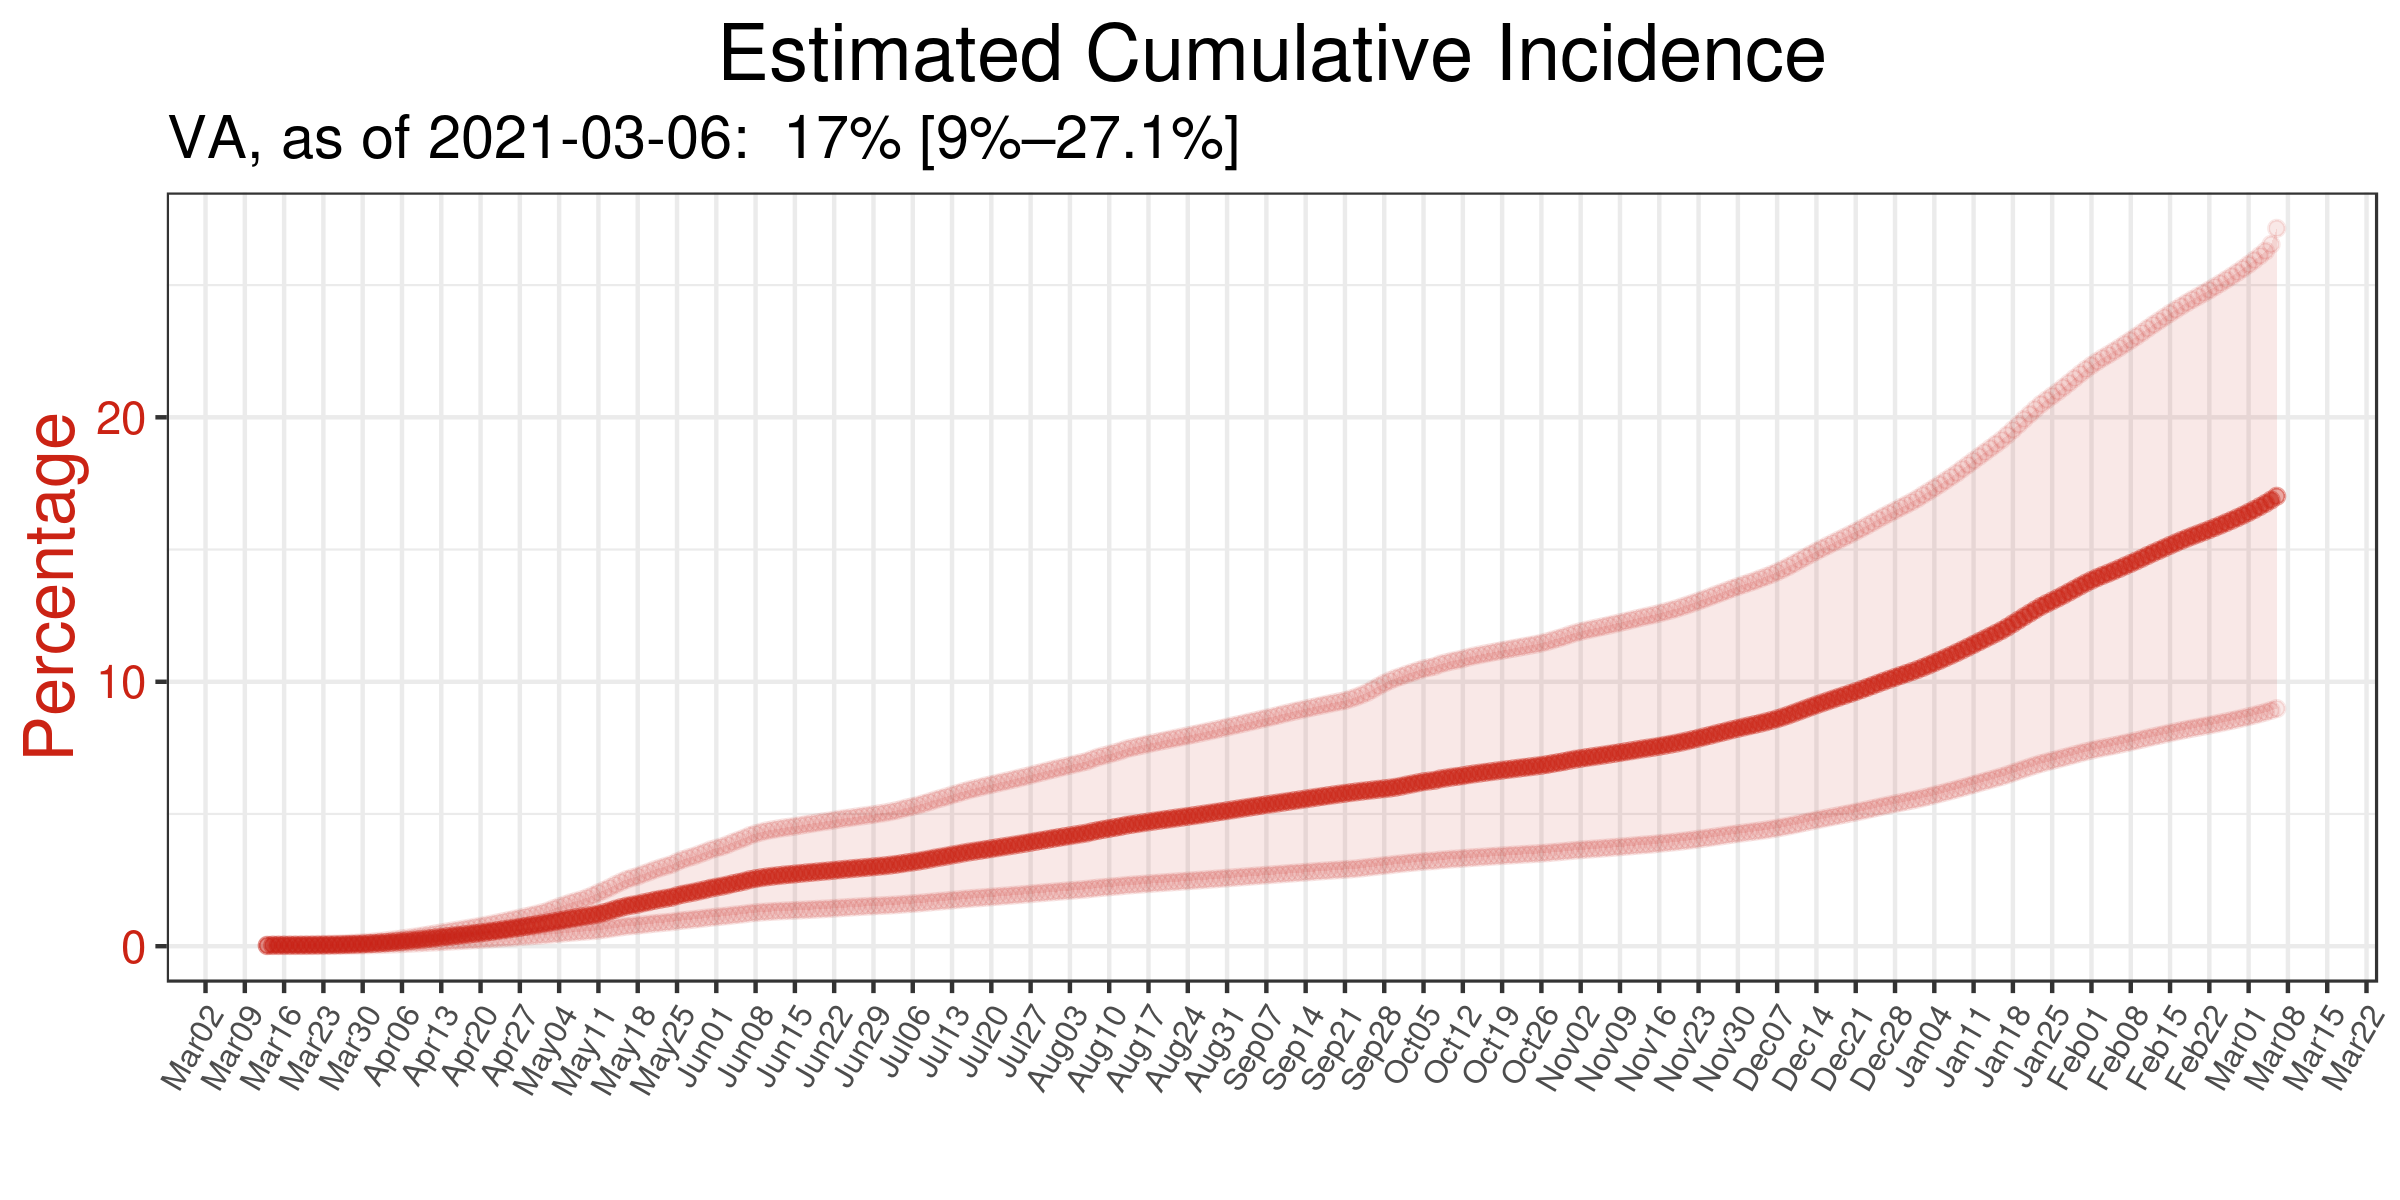 Estimated Cumulative Incidence
VA, as of 2021-03-06:  17% [9%–27.1%]
Percentage
20
10
0
Mar02
Mar09
Mar16
Mar23
Mar30
Apr06
Apr13
Apr20
Apr27
May04
May11
May18
May25
Jun01
Jun08
Jun15
Jun22
Jun29
Jul06
Jul13
Jul20
Jul27
Aug03
Aug10
Aug17
Aug24
Aug31
Sep07
Sep14
Sep21
Sep28
Oct05
Oct12
Oct19
Oct26
Nov02
Nov09
Nov16
Nov23
Nov30
Dec07
Dec14
Dec21
Dec28
Jan04
Jan11
Jan18
Jan25
Feb01
Feb08
Feb15
Feb22
Mar01
Mar08
Mar15
Mar22